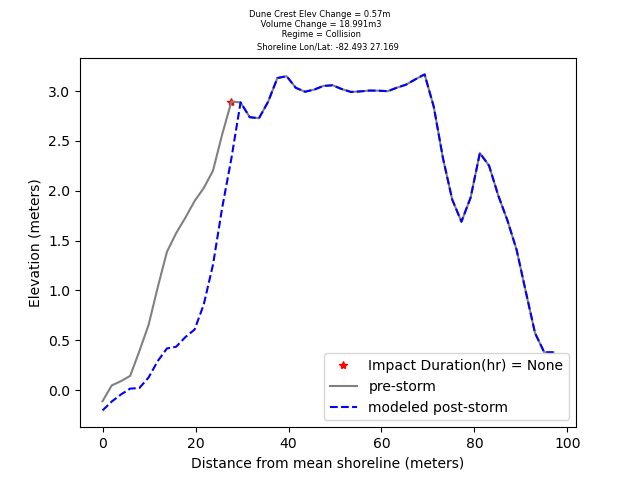 Dune Crest Elev Change = 0.57m
Volume Change = 18.991m3
Regime = Collision
Shoreline Lon/Lat: -82.493 27.169
3.0
2.5
2.0
1.5
1.0
0.5
0.0
Elevation (meters)
Impact Duration(hr) = None
pre-storm
modeled post-storm
0 20 40 60 80 100
Distance from mean shoreline (meters)